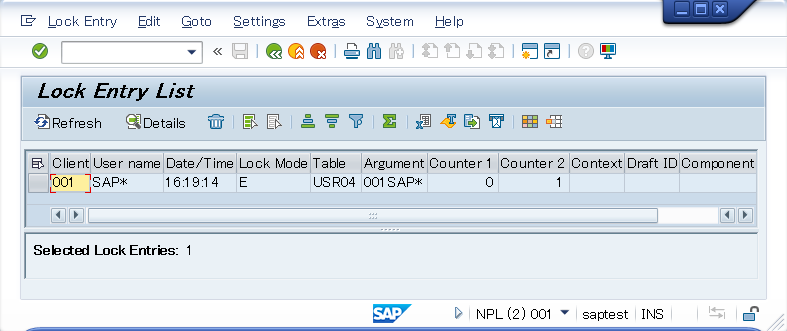 Lock Entry Edit Goto Settings Extras System Help
Lock Entry List
Refresh Details
Client User name Date/Time Lock Mode Table Argument Counter 1 Counter 2 Context Draft ID Component
001 SAP* 16:19:14 E USR04 001SAP* 0 1
Selected Lock Entries: 1
SAP NPL (2) 001 saptest INS